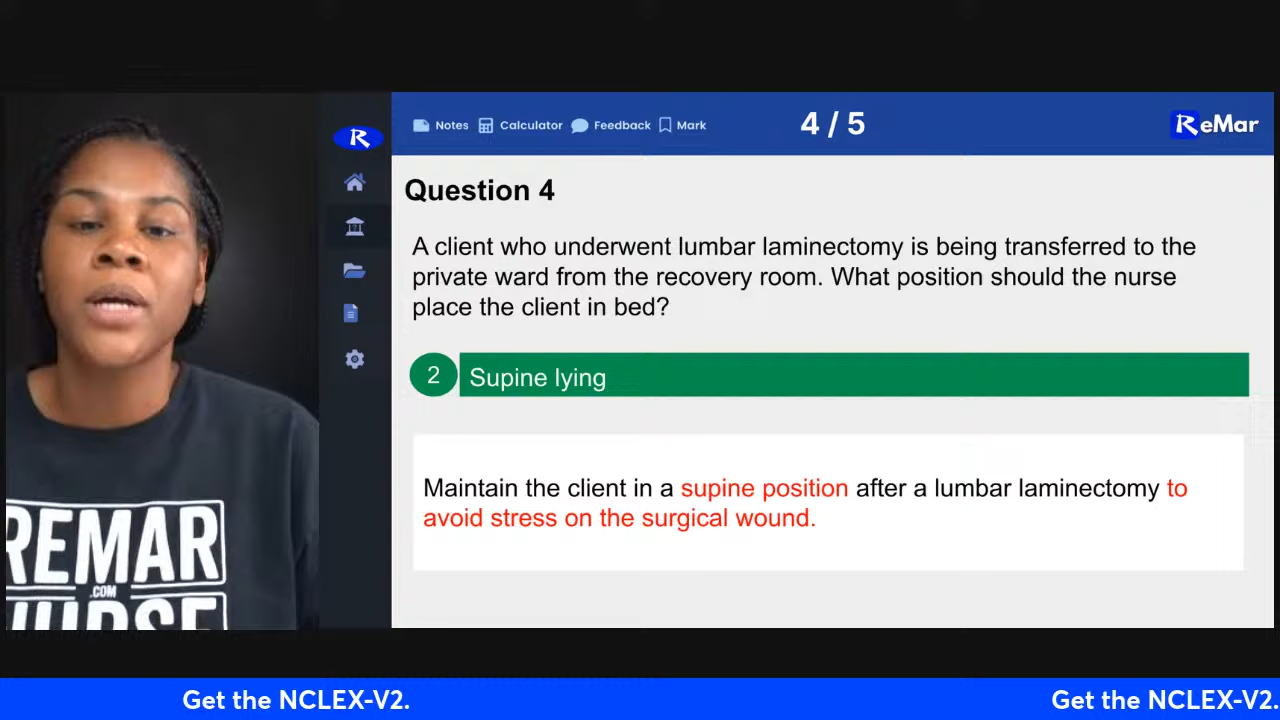 Notes
Calculator
Feedback
Mark
4 / 5
ReMar
R
Question 4
A client who underwent lumbar laminectomy is being transferred to the
private ward from the recovery room. What position should the nurse
place the client in bed?
2
Supine lying
Maintain the client in a supine position after a lumbar laminectomy to
avoid stress on the surgical wound.
REMAR
.COM
NURSE
Get the NCLEX-V2.
Get the NCLEX-V2.